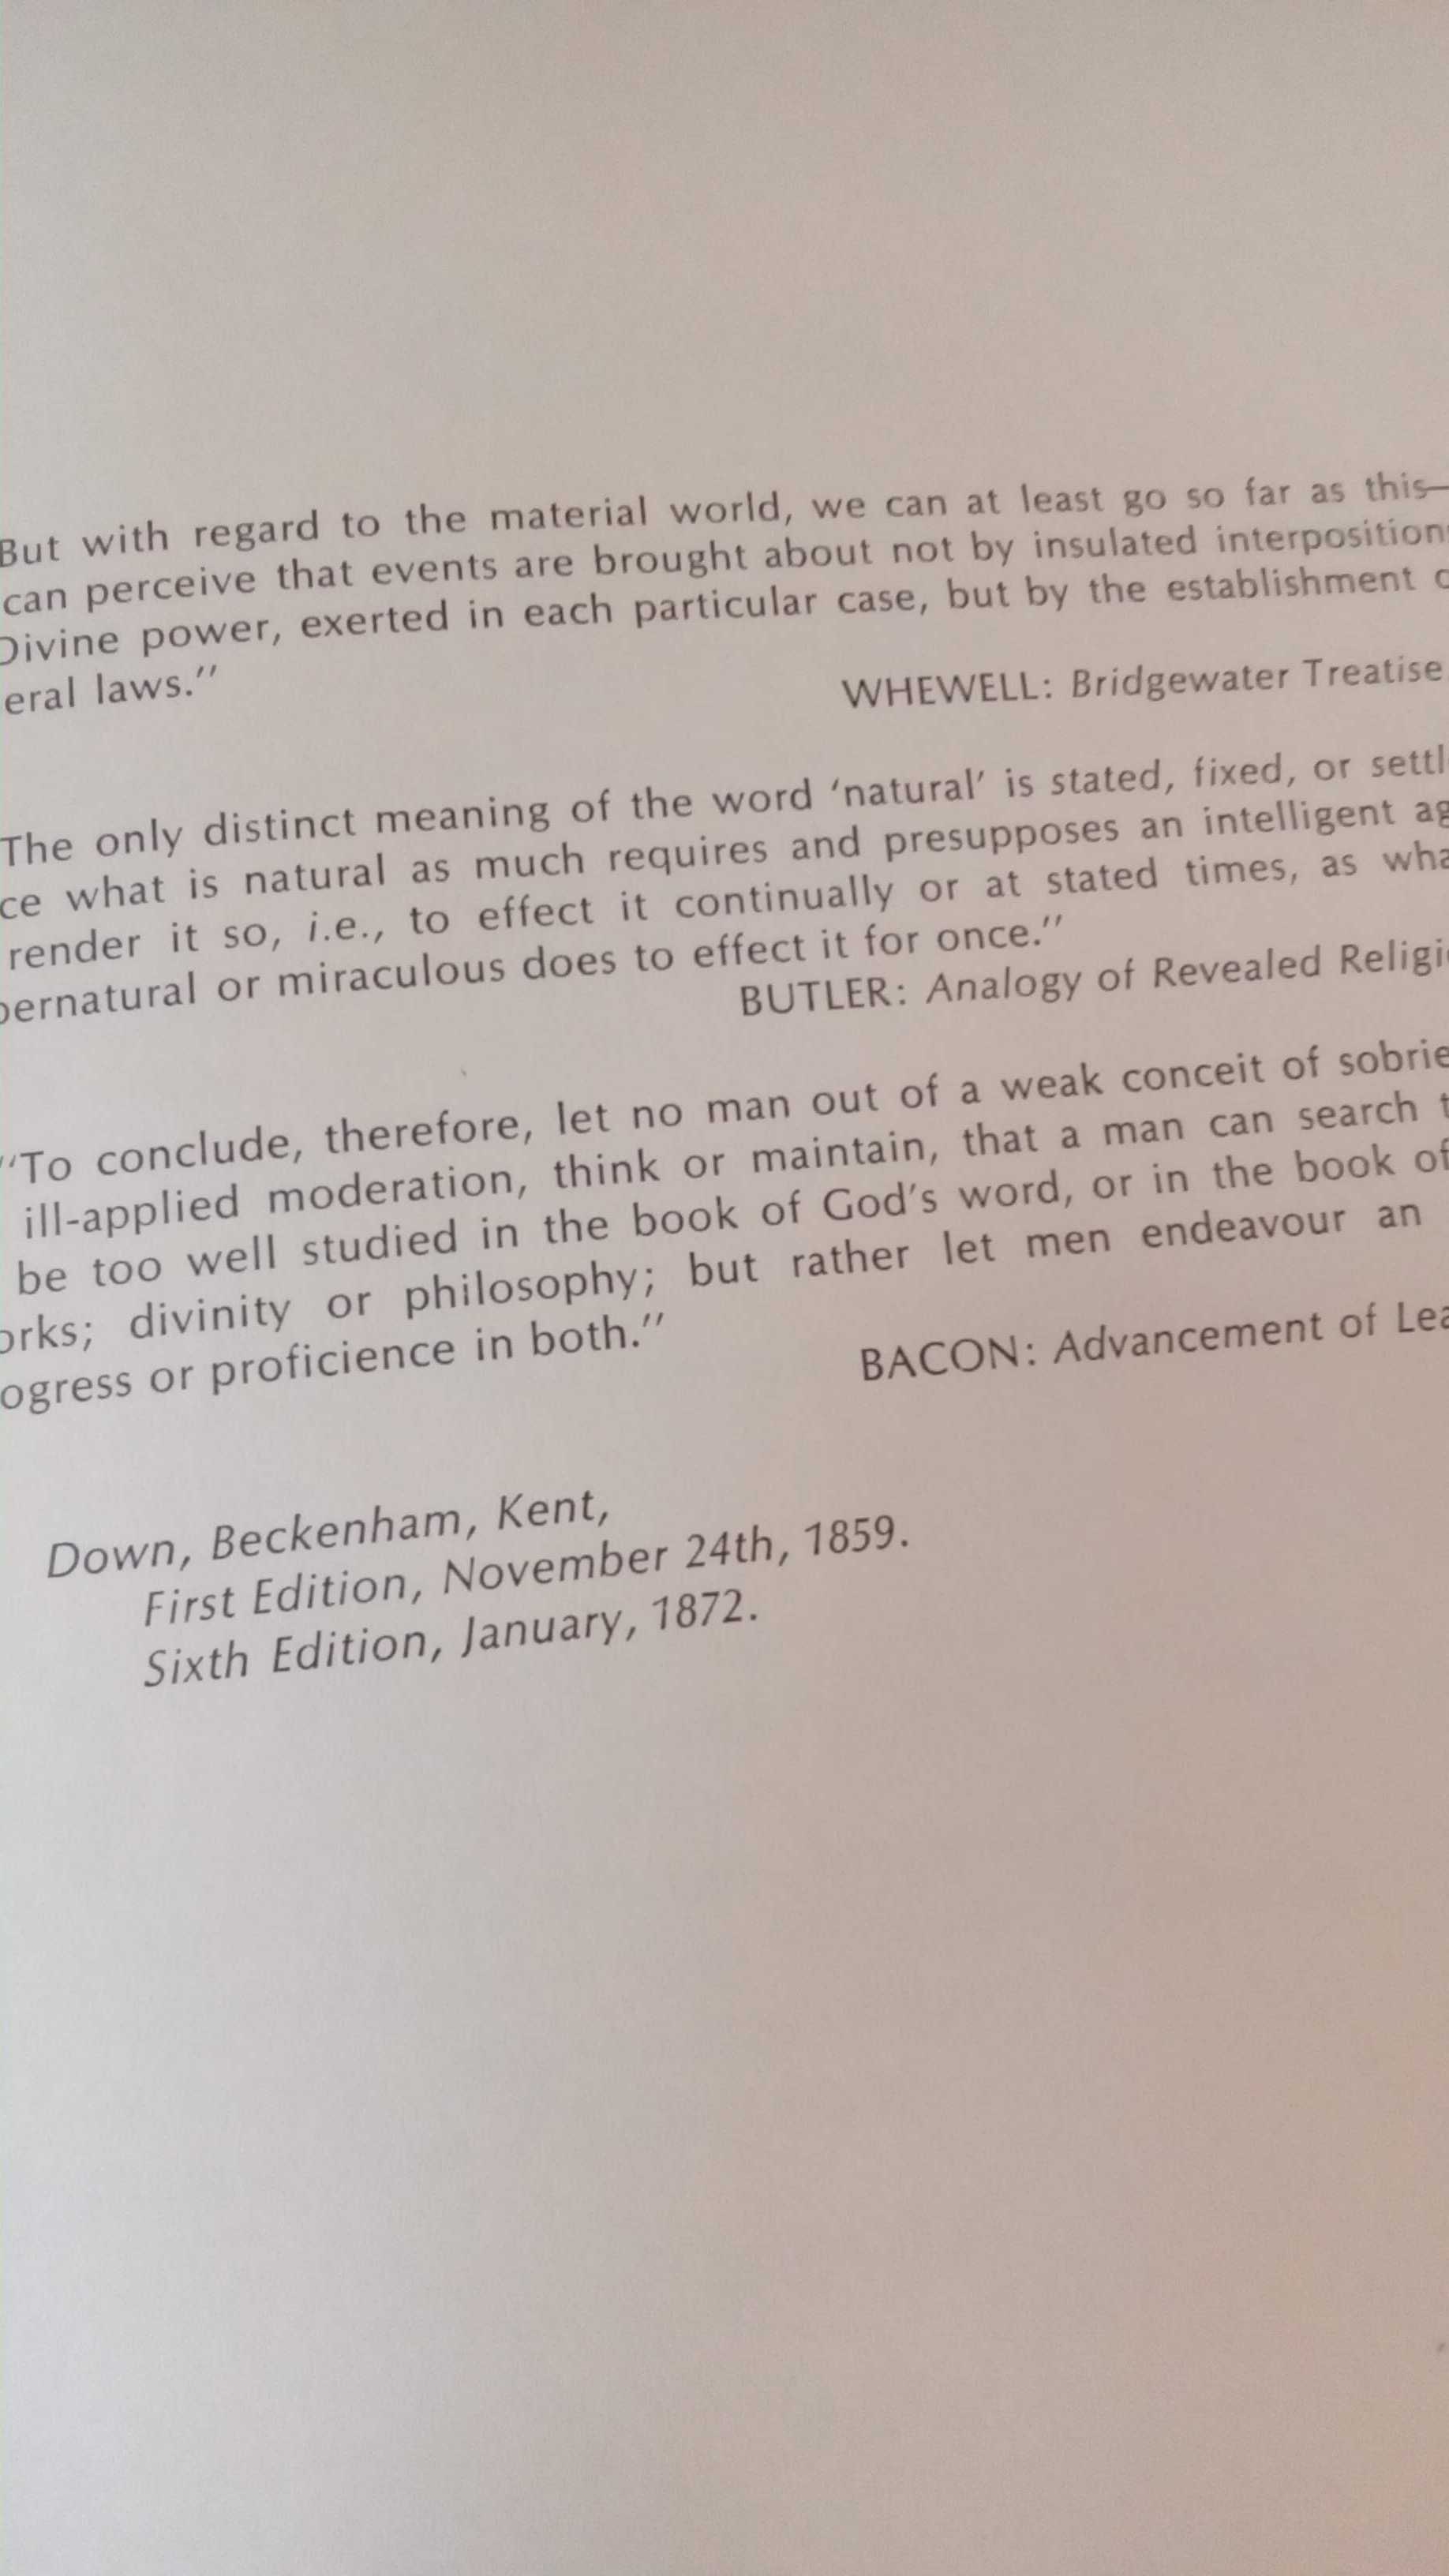 But with regard to the material world, we can at least go so far as this—
can perceive that events are brought about not by insulated interposition
Divine power, exerted in each particular case, but by the establishment
eral laws.”
WHEWELL: Bridgewater Treatise
The only distinct meaning of the word ‘natural’ is stated, fixed, or settl
ce what is natural as much requires and presupposes an intelligent ag
render it so, i.e., to effect it continually or at stated times, as wha
pernatural or miraculous does to effect it for once.”
BUTLER: Analogy of Revealed Religi
“To conclude, therefore, let no man out of a weak conceit of sobrie
ill-applied moderation, think or maintain, that a man can search t
be too well studied in the book of God’s word, or in the book of
orks; divinity or philosophy; but rather let men endeavour an
ogress or proficience in both.”
BACON: Advancement of Lea
Down, Beckenham, Kent,
First Edition, November 24th, 1859.
Sixth Edition, January, 1872.